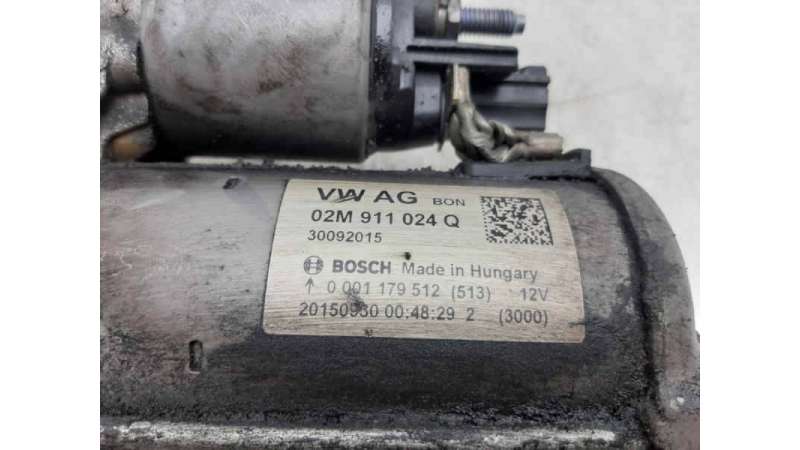 VW AG BON
02M 911 024 Q
30092015
BOSCH Made in Hungary
↑ 0 001 179 512 (513) 12V
20150930 00:48:29 2 (3000)